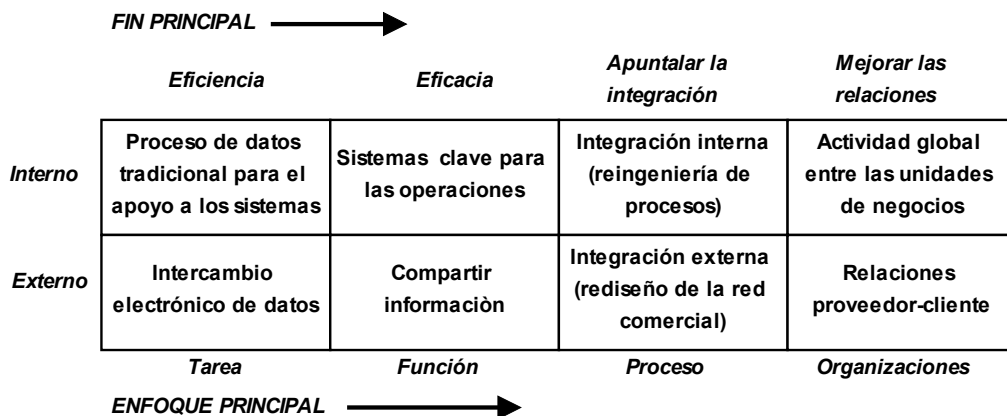 FIN PRINCIPAL
Eficiencia
Eficacia
Apuntalar la
integración
Mejorar las
relaciones
Interno
Proceso de datos
tradicional para el
apoyo a los sistemas
Sistemas clave para
las operaciones
Integración interna
(reingeniería de
procesos)
Actividad global
entre las unidades
de negocios
Externo
Intercambio
electrónico de datos
Compartir
informaciòn
Integración externa
(rediseño de la red
comercial)
Relaciones
proveedor-cliente
Tarea
Función
Proceso
Organizaciones
ENFOQUE PRINCIPAL